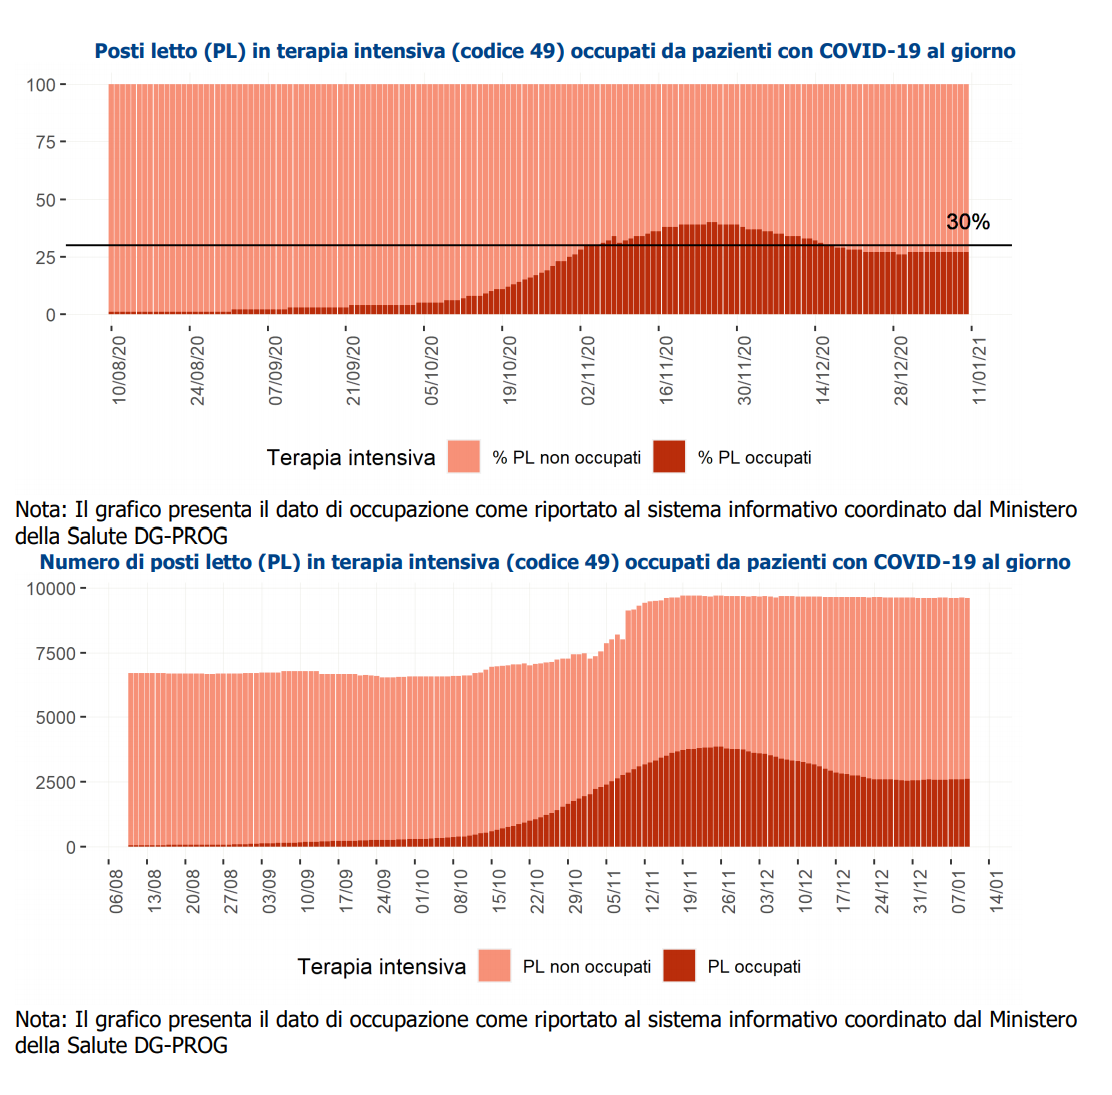 Posti letto (PL) in terapia intensiva (codice 49) occupati da pazienti con COVID-19 al giorno
100
75
50
25
0
30%
10/08/20 24/08/20 07/09/20 21/09/20 05/10/20 19/10/20 02/11/20 16/11/20 30/11/20 14/12/20 28/12/20 11/01/21
Terapia intensiva % PL non occupati % PL occupati
Nota: Il grafico presenta il dato di occupazione come riportato al sistema informativo coordinato dal Ministero
della Salute DG-PROG
Numero di posti letto (PL) in terapia intensiva (codice 49) occupati da pazienti con COVID-19 al giorno
10000
7500
5000
2500
0
06/08 13/08 20/08 27/08 03/09 10/09 17/09 24/09 01/10 08/10 15/10 22/10 29/10 05/11 12/11 19/11 26/11 03/12 10/12 17/12 24/12 31/12 07/01 14/01
Terapia intensiva PL non occupati PL occupati
Nota: Il grafico presenta il dato di occupazione come riportato al sistema informativo coordinato dal Ministero
della Salute DG-PROG